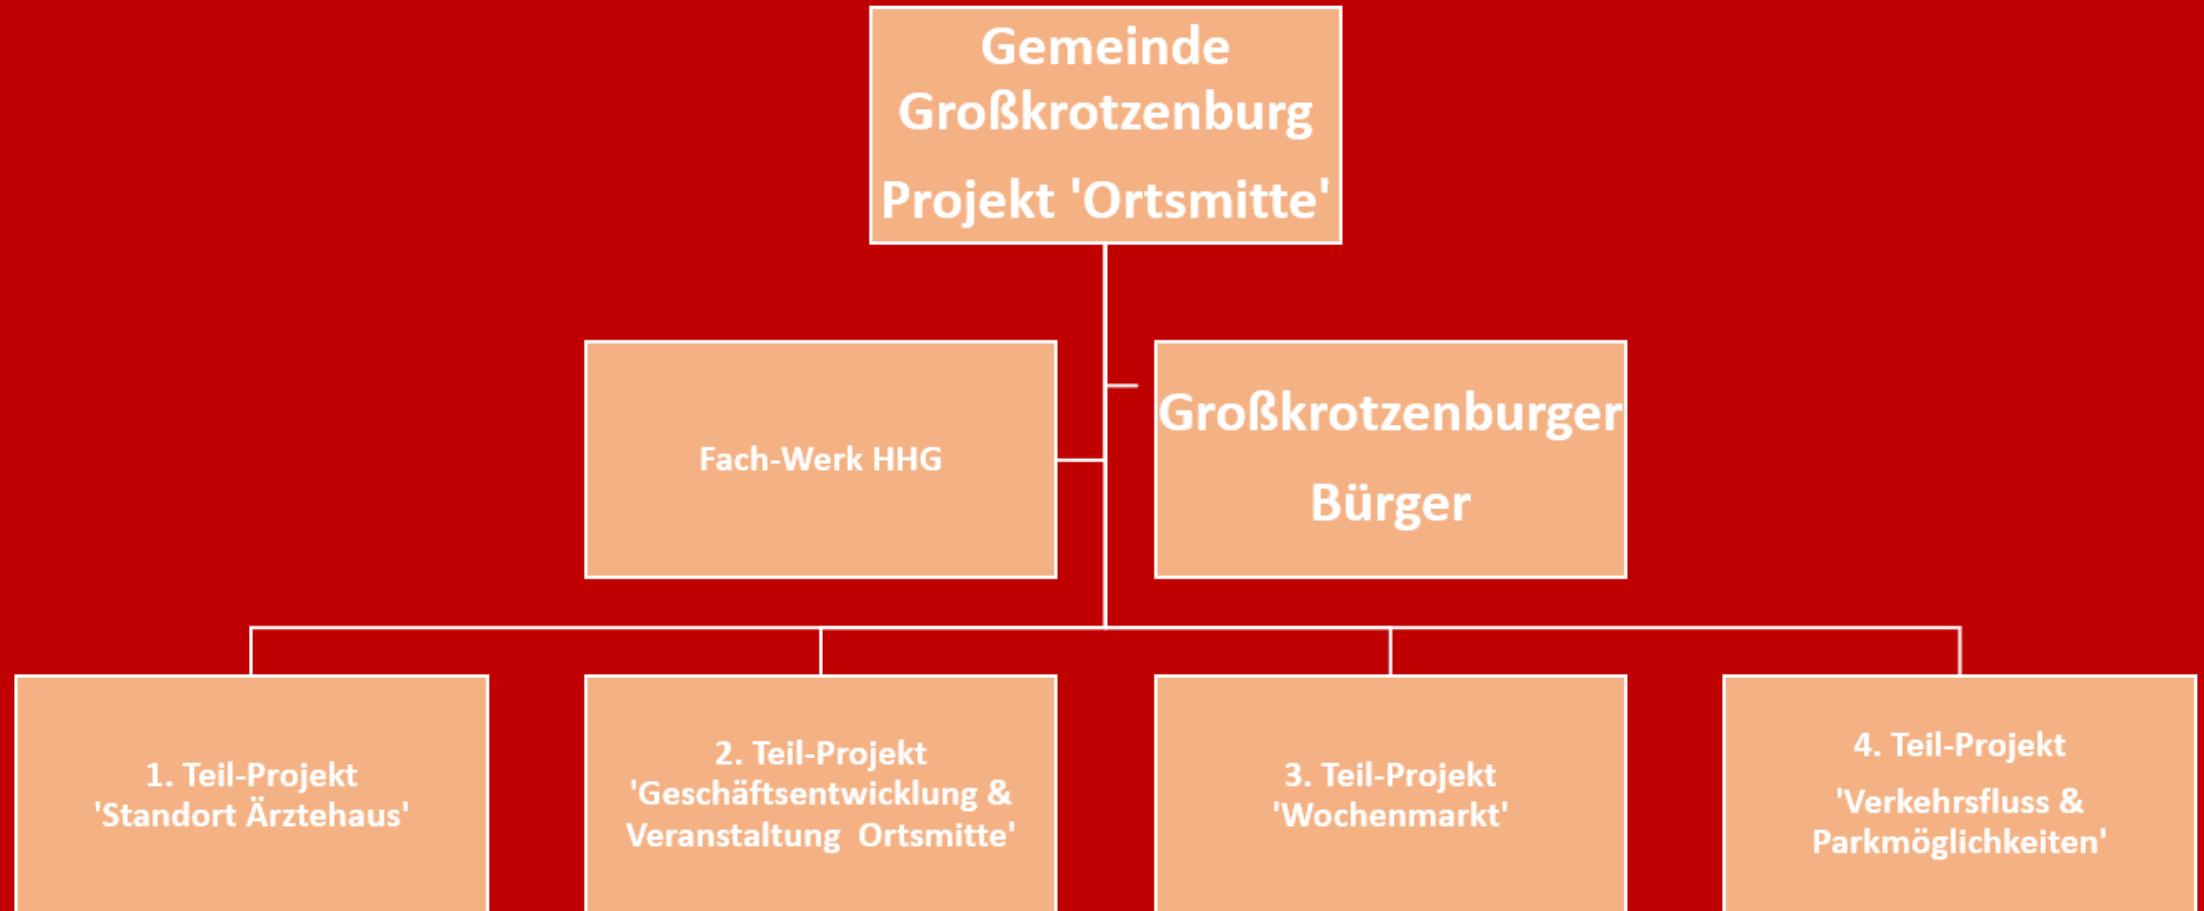 Gemeinde
Großkrotzenburg
Projekt 'Ortsmitte'
Fach-Werk HHG
Großkrotzenburger
Bürger
1. Teil-Projekt
'Standort Ärztehaus'
2. Teil-Projekt
'Geschäftsentwicklung &
Veranstaltung  Ortsmitte'
3. Teil-Projekt
'Wochenmarkt'
4. Teil-Projekt
'Verkehrsfluss &
Parkmöglichkeiten'